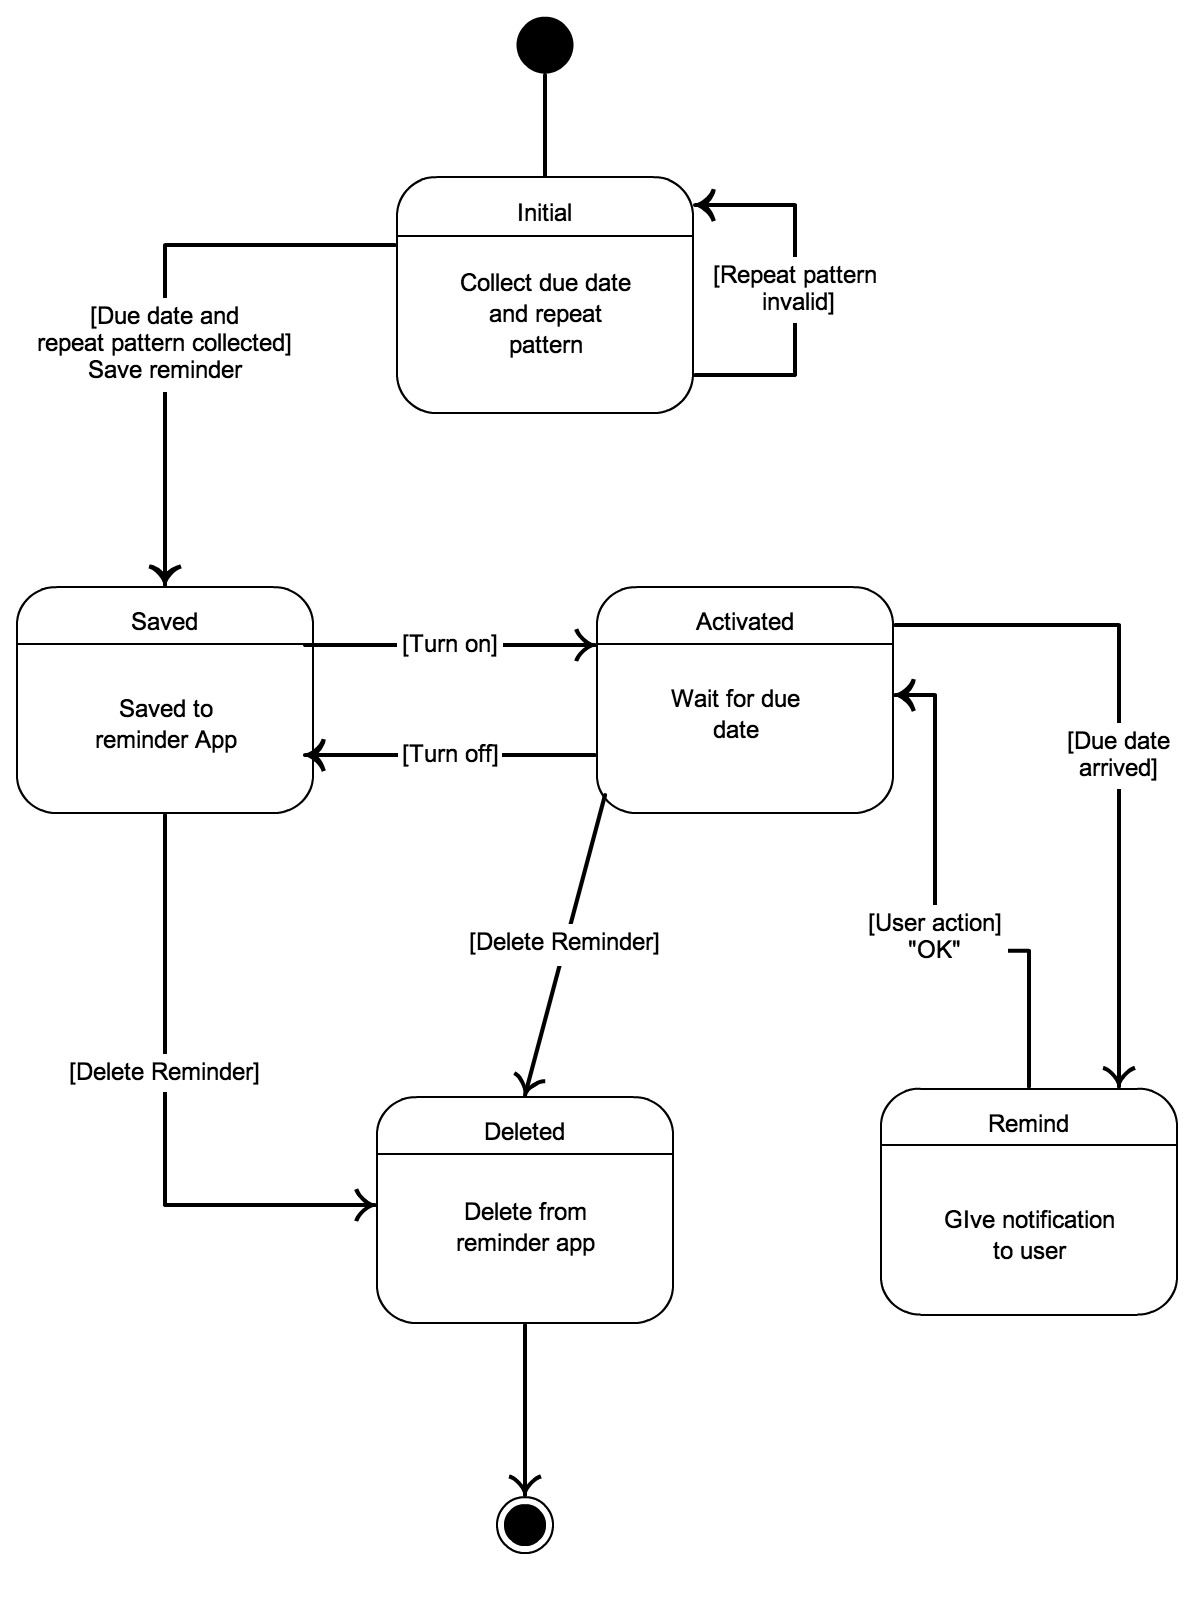 Initial
Collect due date
and repeat
pattern
[Repeat pattern
invalid]
[Due date and
repeat pattern collected]
Save reminder
Saved
Saved to
reminder App
[Turn on]
[Turn off]
Activated
Wait for due
date
[Due date
arrived]
[User action]
"OK"
[Delete Reminder]
[Delete Reminder]
Deleted
Delete from
reminder app
Remind
GIve notification
to user